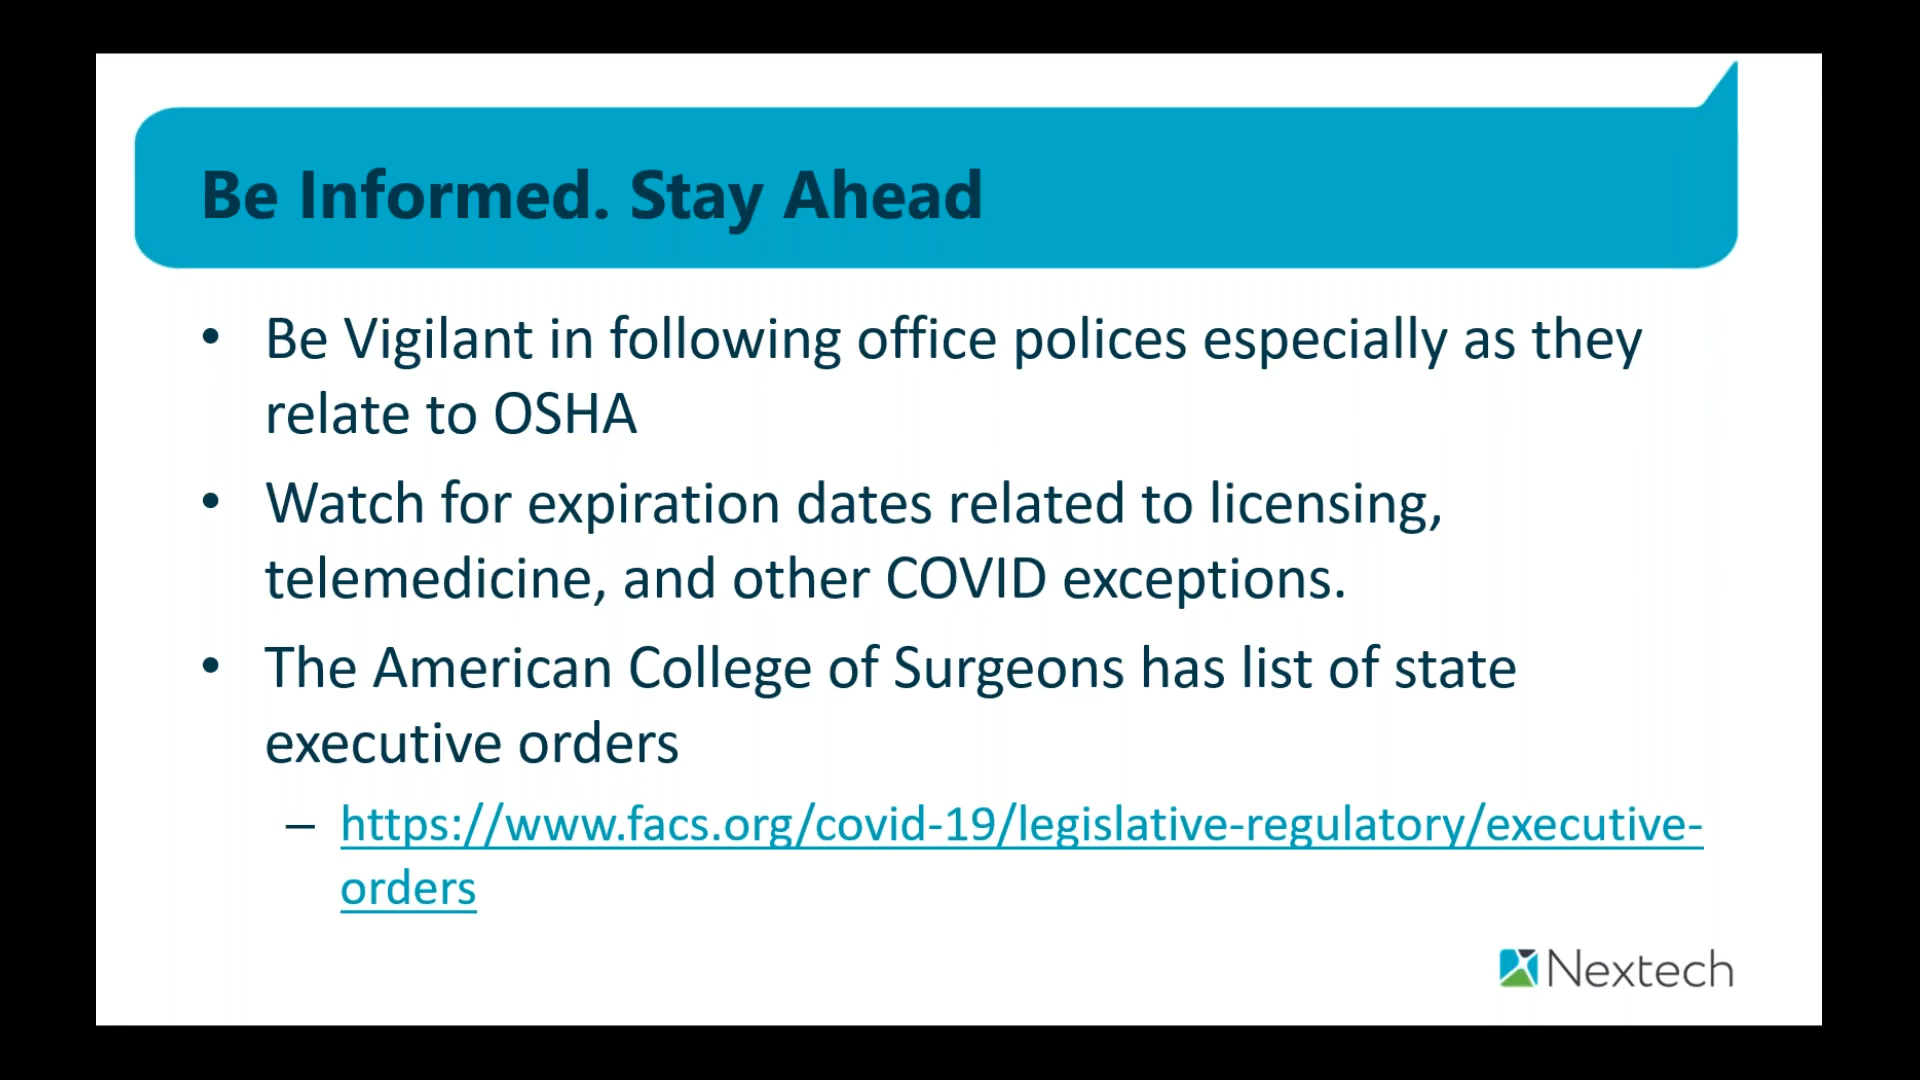 Be Informed. Stay Ahead
• Be Vigilant in following office polices especially as they
relate to OSHA
• Watch for expiration dates related to licensing,
telemedicine, and other COVID exceptions.
• The American College of Surgeons has list of state
executive orders
– https://www.facs.org/covid-19/legislative-regulatory/executive-
orders
Nextech